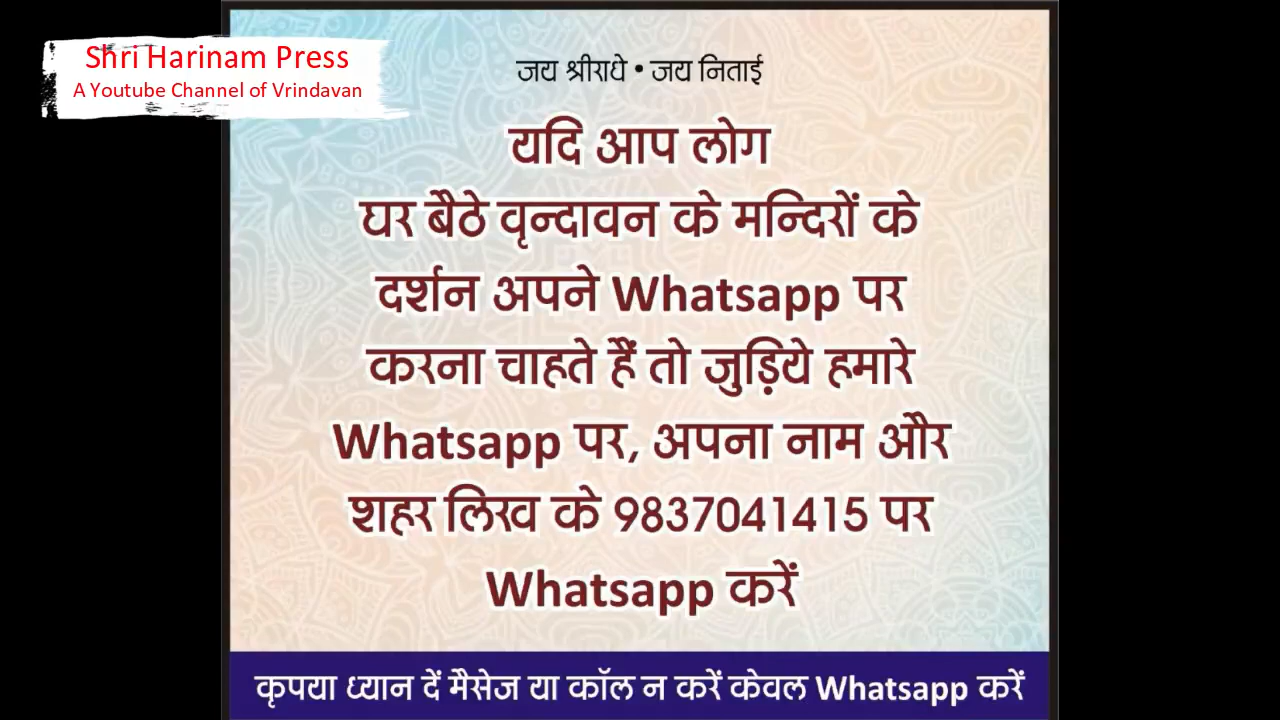 Shri Harinam Press
A Youtube Channel of Vrindavan
जय श्रीराधे • जय निताई
यदि आप लोग
घर बैठे वृन्दावन के मन्दिरों के
दर्शन अपने Whatsapp पर
करना चाहते हैं तो जुड़िये हमारे
Whatsapp पर, अपना नाम और
शहर लिख के 9837041415 पर
Whatsapp करें
कृपया ध्यान दें मैसेज या कॉल न करें केवल Whatsapp करें